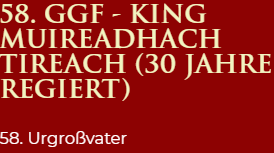 58. GGF - KING
MUIREADHACH
TIREACH (30 JAHRE
REGIERT)
58. Urgroßvater